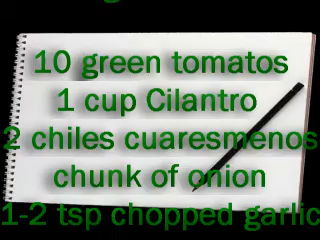 10 green tomatos
1 cup Cilantro
2 chiles cuaresmenos
chunk of onion
1-2 tsp chopped garlic